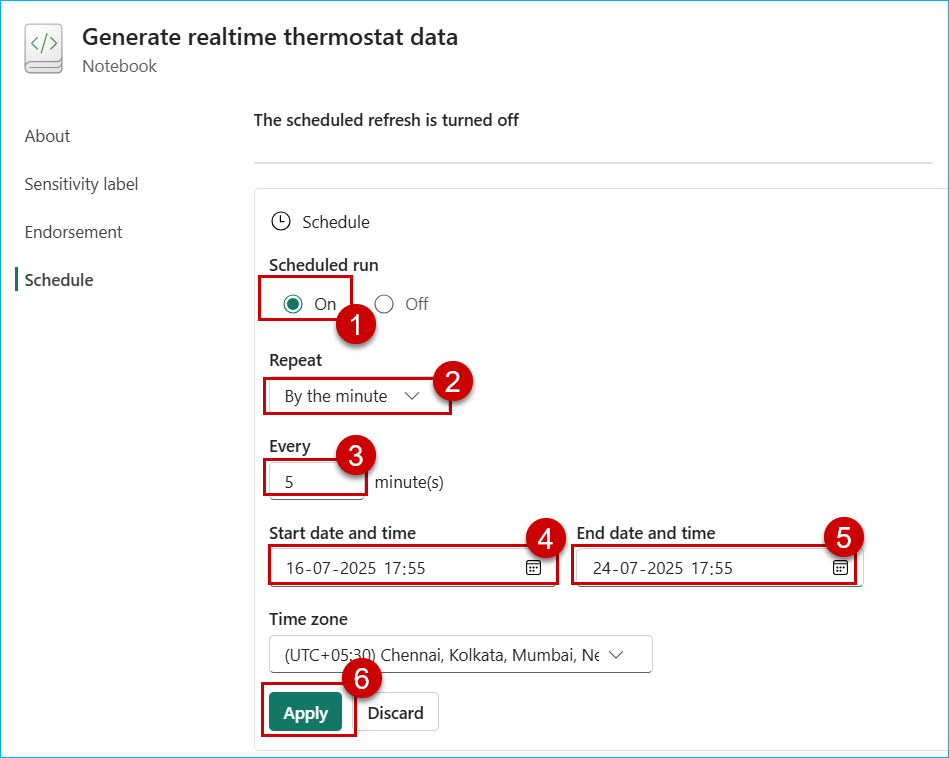 </>
Generate realtime thermostat data
Notebook
About
Sensitivity label
Endorsement
Schedule
The scheduled refresh is turned off
Schedule
Scheduled run
On Off
1
Repeat
2
By the minute
Every
3
5 minute(s)
Start date and time
4
End date and time
5
16-07-2025 17:55
24-07-2025 17:55
Time zone
(UTC+05:30) Chennai, Kolkata, Mumbai, Ne
6
Apply Discard